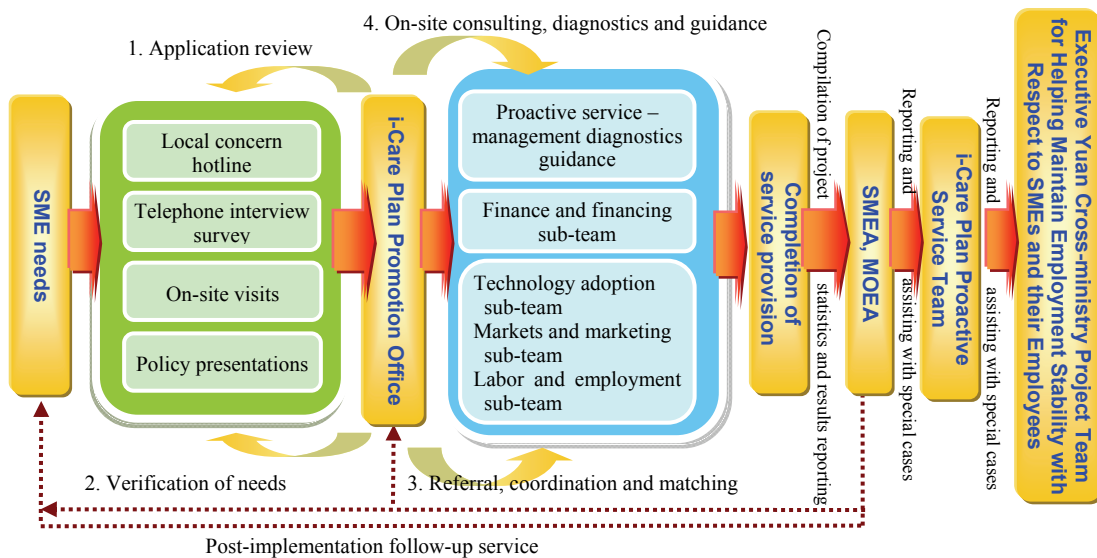 4. On-site consulting, diagnostics and guidance
1. Application review
SME needs
Local concern
hotline
Telephone interview
survey
On-site visits
Policy presentations
i-Care Plan Promotion Office
Proactive service –
management diagnostics
guidance
Finance and financing
sub-team
Technology adoption
sub-team
Markets and marketing
sub-team
Labor and employment
sub-team
Completion of
service provision
Compilation of project
statistics and results reporting
SMEA, MOEA
Reporting and
assisting with special cases
i-Care Plan Proactive
Service Team
Reporting and
assisting with special cases
Executive Yuan Cross-ministry Project Team
for Helping Maintain Employment Stability with
Respect to SMEs and their Employees
2. Verification of needs
3. Referral, coordination and matching
Post-implementation follow-up service